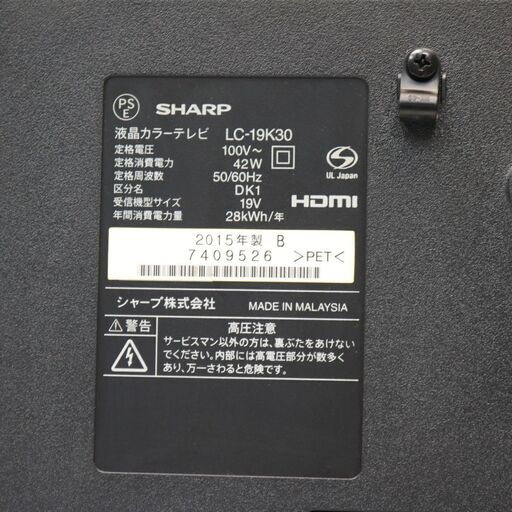 PS
E
SHARP
液晶カラーテレビ LC-19K30
定格電圧 100V～
定格消費電力 42W
定格周波数 50/60Hz
区分名 DK1
受信機型サイズ 19V
年間消費電力量 28kWh/年
S
UL Japan
HDMI
2015年製 B
7409526 >PET<
シャープ株式会社 MADE IN MALAYSIA
⚠警告 高圧注意
サービスマン以外の方は、裏ぶたをあけない
でください。内部には高電圧部分が数多く
あり、万一さわると危険です。